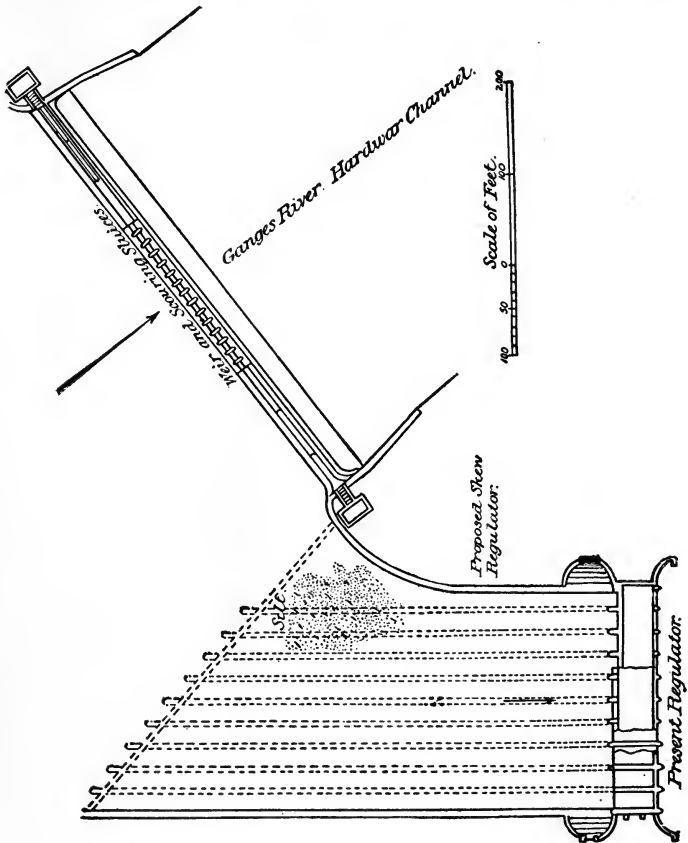 Ganges River. Hardwar Channel.
Weir and Scouring Sluices.
Scale of Feet.
100 50 0 100 200
Silt
Proposed Skew
Regulator.
Present Regulator.